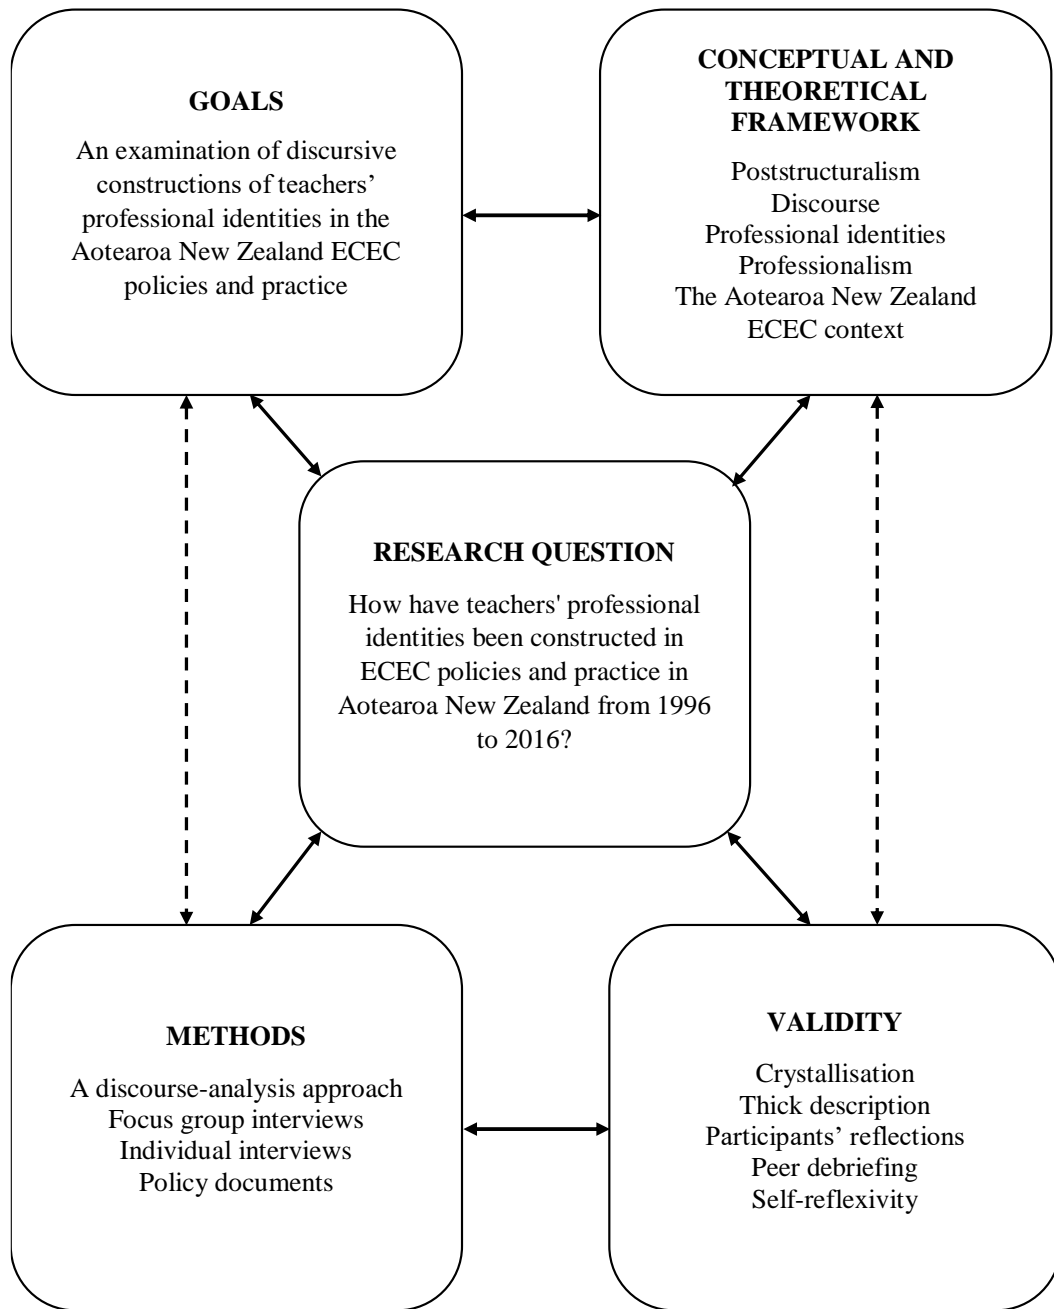 GOALS
An examination of discursive
constructions of teachers’
professional identities in the
Aotearoa New Zealand ECEC
policies and practice
CONCEPTUAL AND
THEORETICAL
FRAMEWORK
Poststructuralism
Discourse
Professional identities
Professionalism
The Aotearoa New Zealand
ECEC context
RESEARCH QUESTION
How have teachers' professional
identities been constructed in
ECEC policies and practice in
Aotearoa New Zealand from 1996
to 2016?
METHODS
A discourse-analysis approach
Focus group interviews
Individual interviews
Policy documents
VALIDITY
Crystallisation
Thick description
Participants’ reflections
Peer debriefing
Self-reflexivity